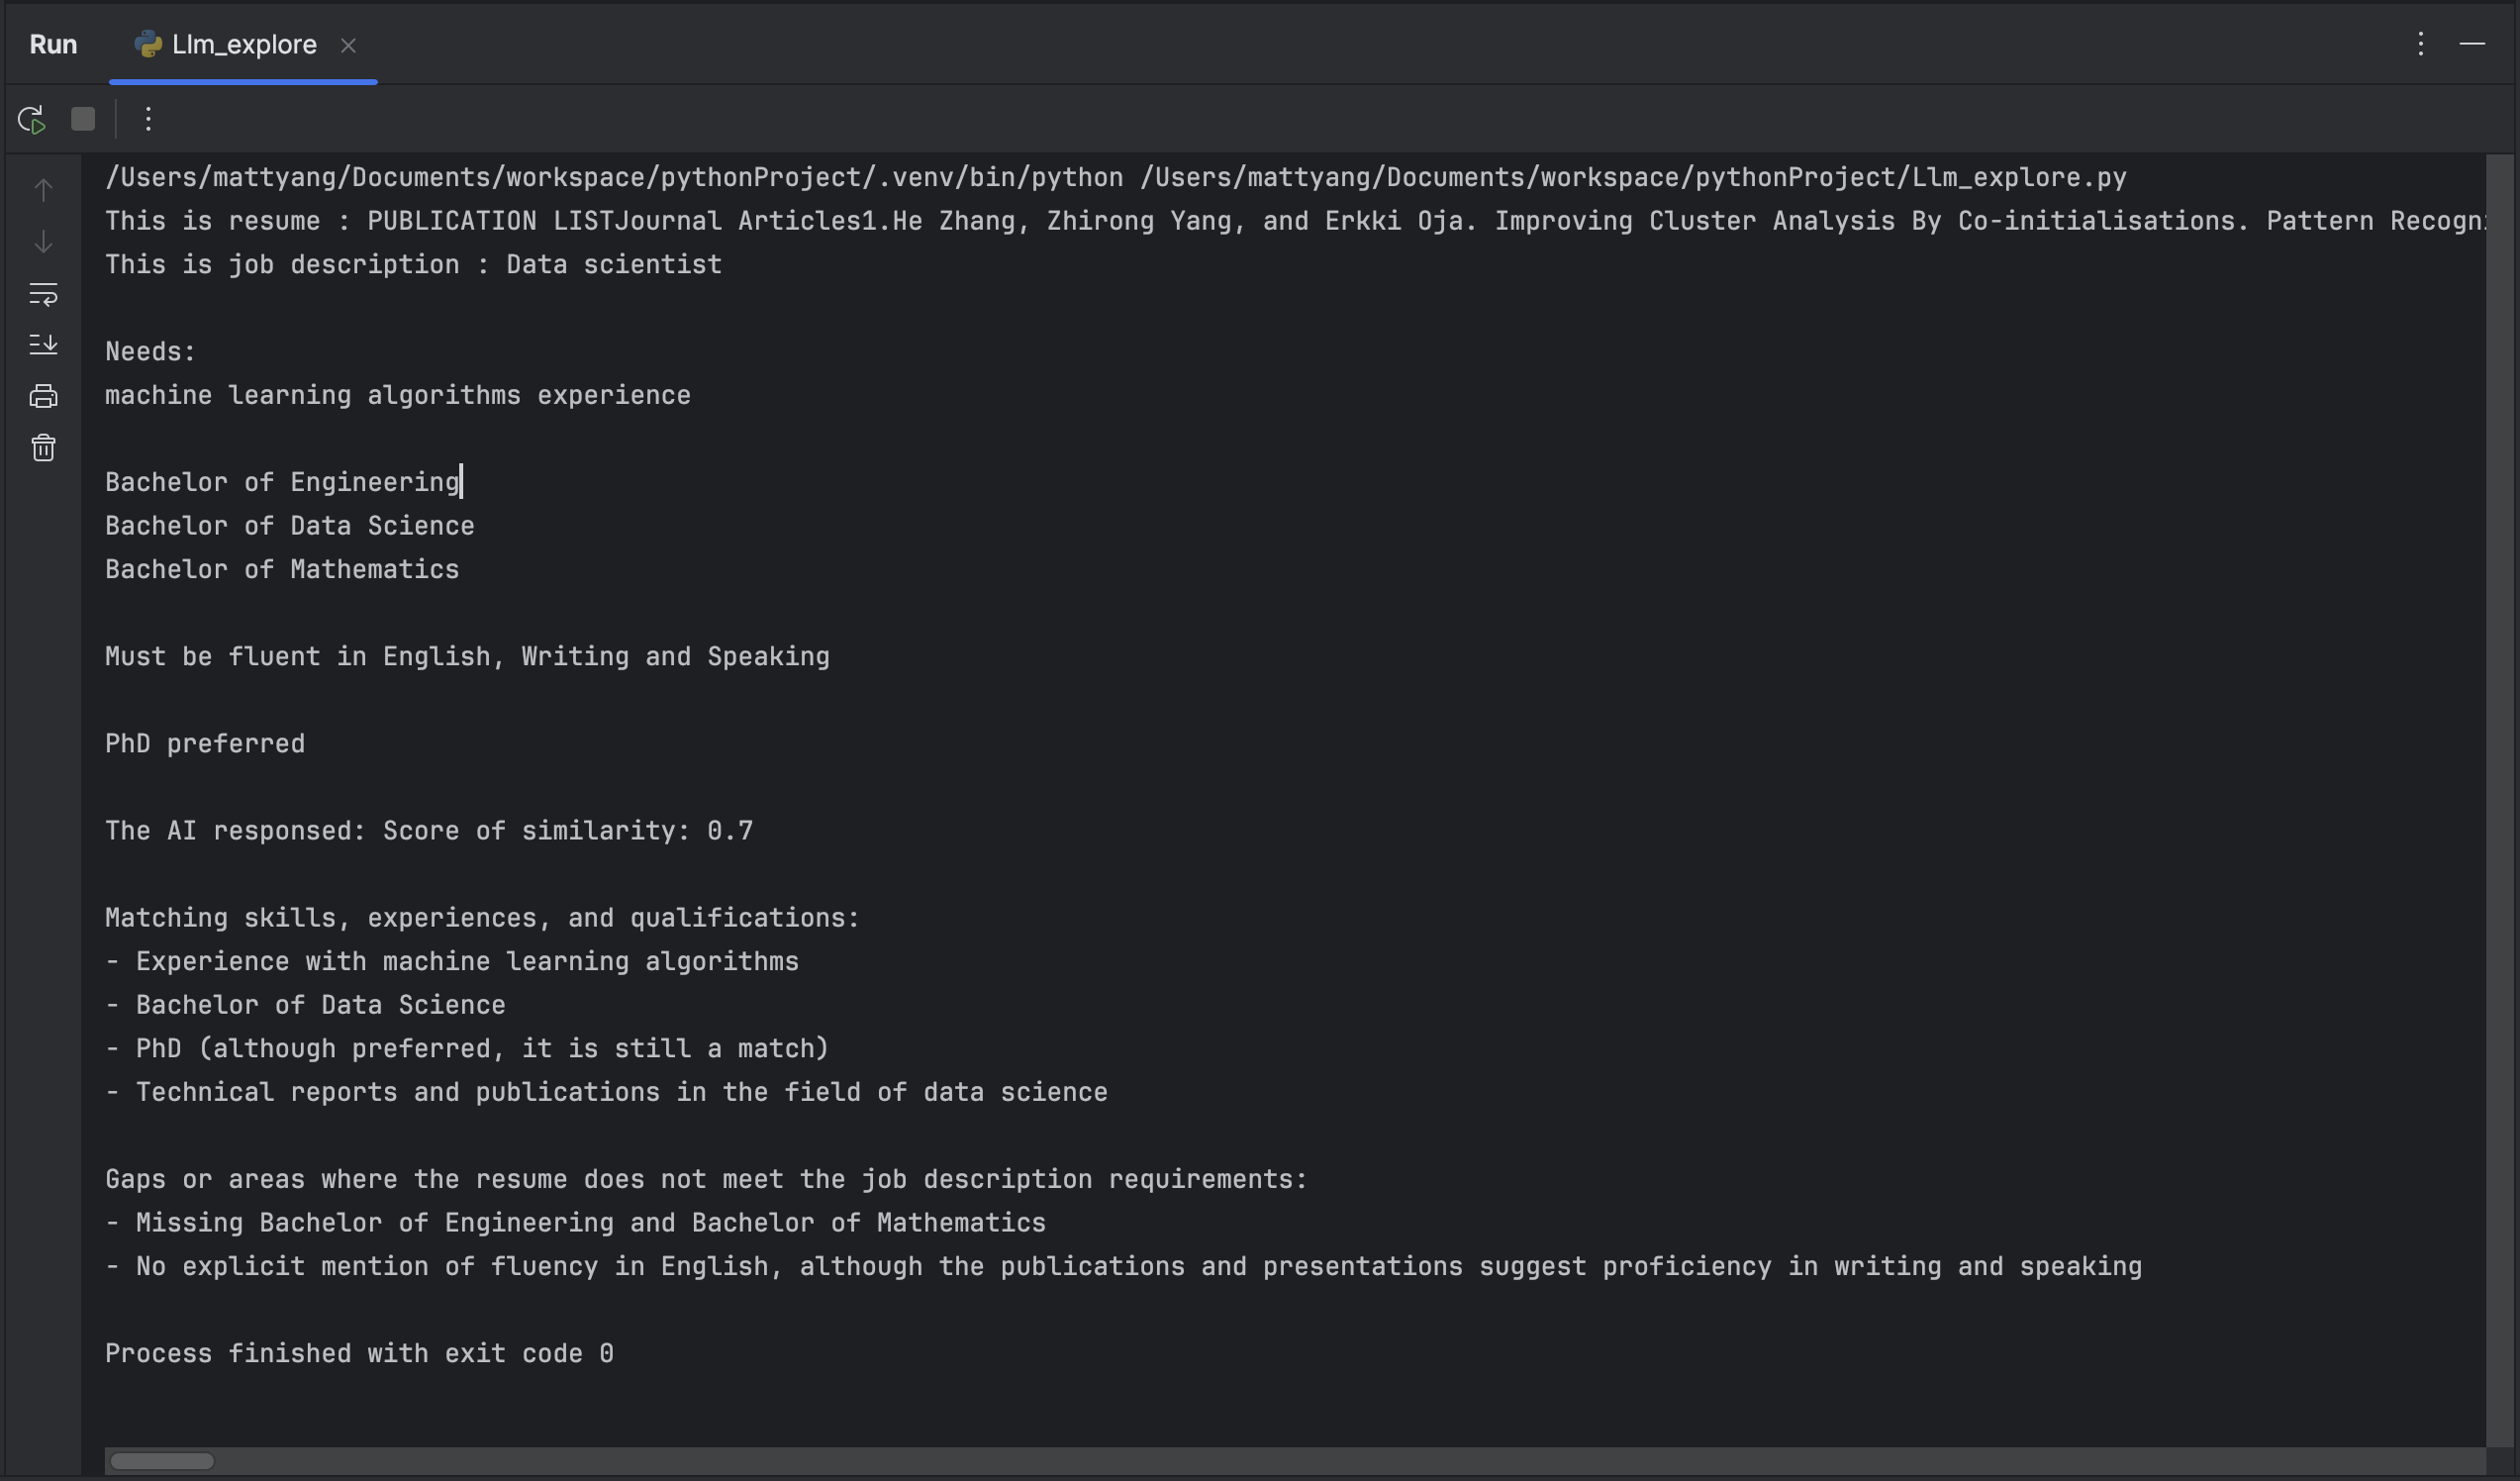 Run Llm_explore
/Users/mattyang/Documents/workspace/pythonProject/.venv/bin/python /Users/mattyang/Documents/workspace/pythonProject/Llm_explore.py
This is resume : PUBLICATION LISTJournal Articles1.He Zhang, Zhirong Yang, and Erkki Oja. Improving Cluster Analysis By Co-initialisations. Pattern
This is job description : Data scientist
Needs:
machine learning algorithms experience
Bachelor of Engineering
Bachelor of Data Science
Bachelor of Mathematics
Must be fluent in English, Writing and Speaking
PhD preferred
The AI responsed: Score of similarity: 0.7
Matching skills, experiences, and qualifications:
- Experience with machine learning algorithms
- Bachelor of Data Science
- PhD (although preferred, it is still a match)
- Technical reports and publications in the field of data science
Gaps or areas where the resume does not meet the job description requirements:
- Missing Bachelor of Engineering and Bachelor of Mathematics
- No explicit mention of fluency in English, although the publications and presentations suggest proficiency in writing and speaking
Process finished with exit code 0